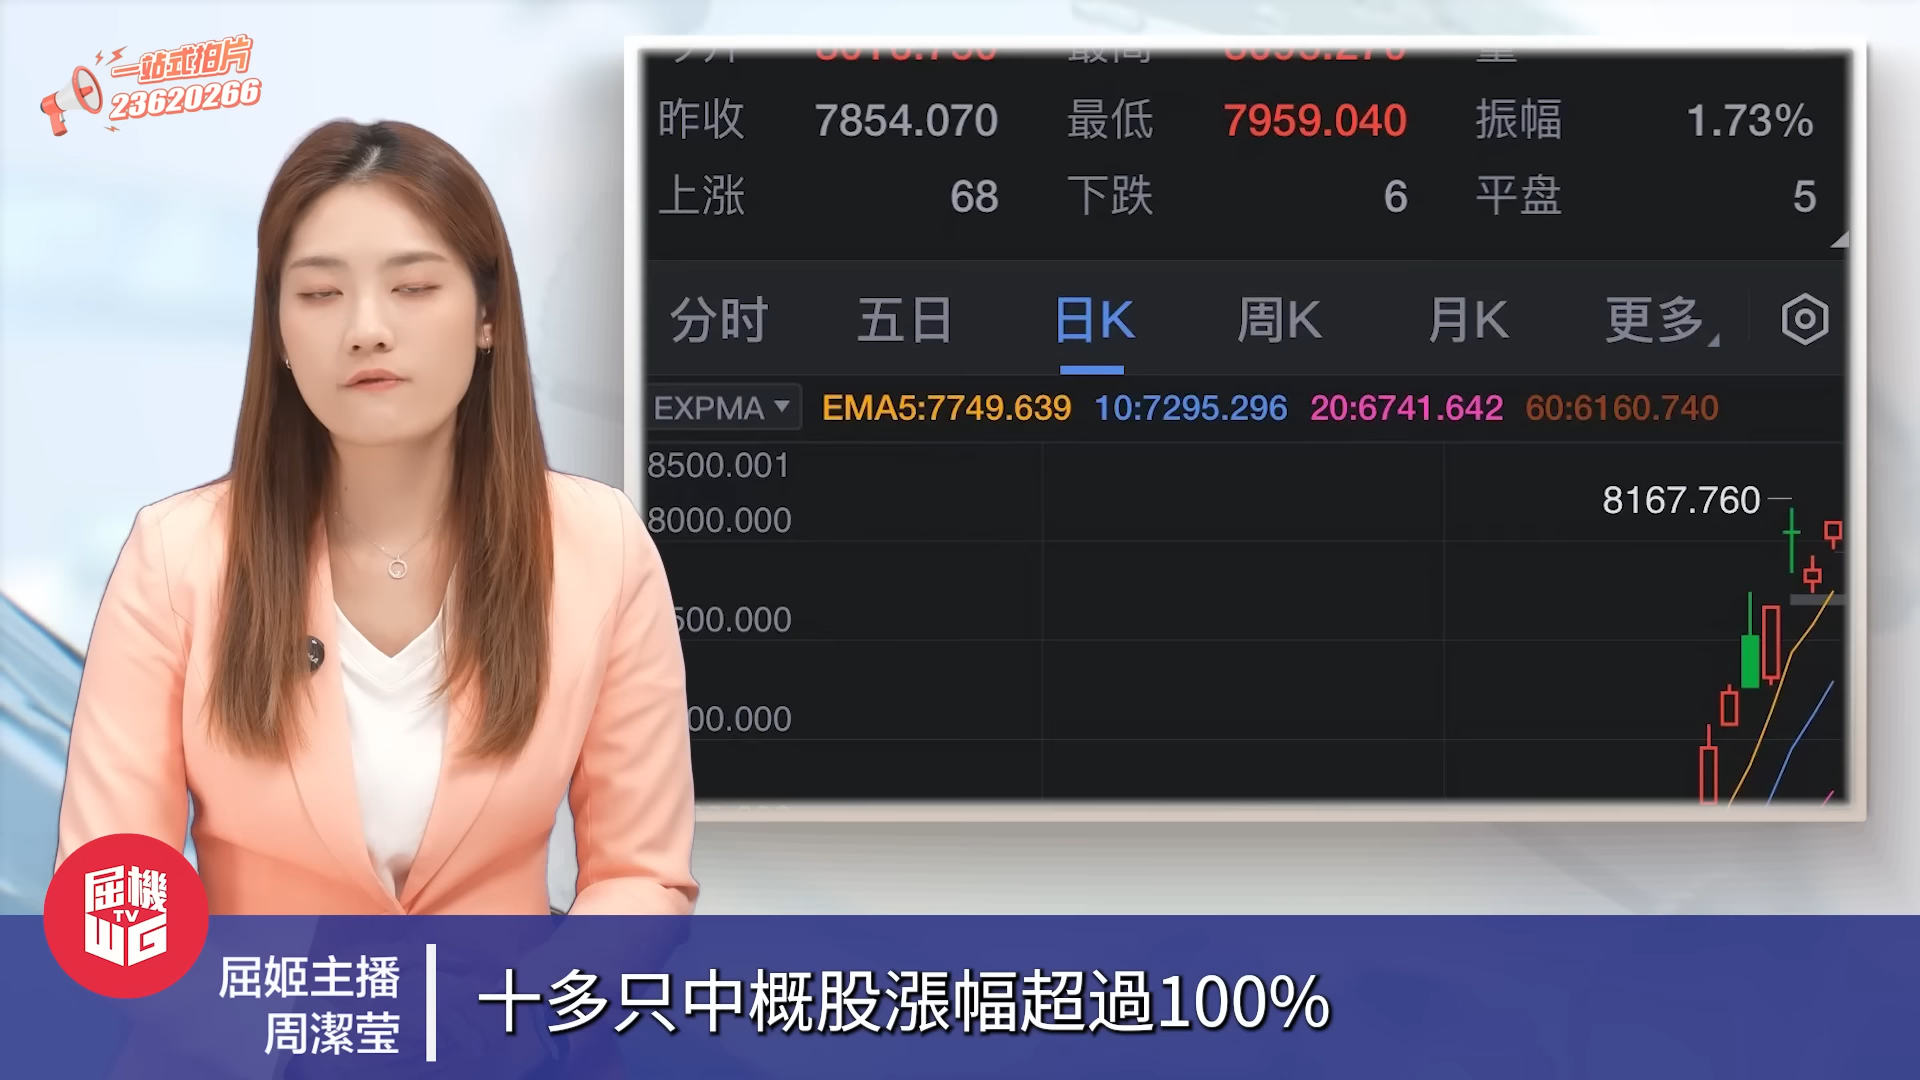 一站式拍片
23620266
昨收 7854.070 最低 7959.040 振幅 1.73%
上涨 68 下跌 6 平盘 5
分时 五日 日K 周K 月K 更多
EXPMA EMA5:7749.639 10:7295.296 20:6741.642 60:6160.740
8500.001
8167.760
8000.000
500.000
00.000
屈機
TV
WG
屈姬主播
周潔莹
十多只中概股漲幅超過100%